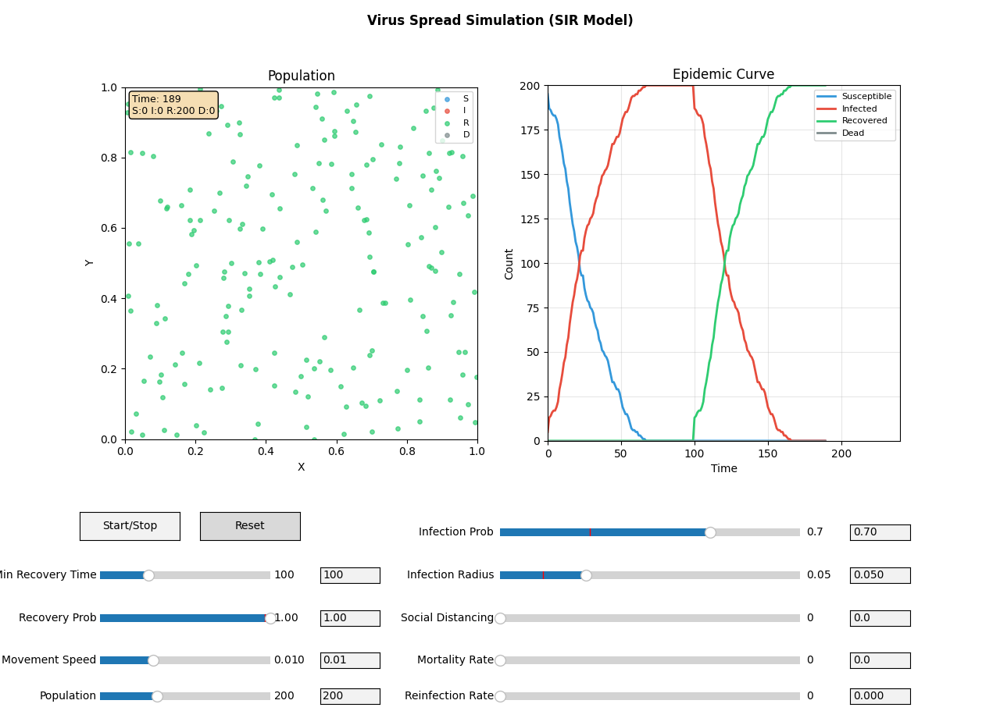 Virus Spread Simulation (SIR Model)
Population
Time: 189
S:0 I:0 R:200 D:0
S
I
R
D
1.0
0.8
0.6
0.4
0.2
0.0
Y
0.0 0.2 0.4 0.6 0.8 1.0
X
Epidemic Curve
Susceptible
Infected
Recovered
Dead
200
175
150
125
100
75
50
25
0
Count
0 50 100 150 200
Time
Start/Stop
Reset
Min Recovery Time 100 100
Recovery Prob 1.00 1.00
Movement Speed 0.010 0.01
Population 200 200
Infection Prob 0.7 0.70
Infection Radius 0.05 0.050
Social Distancing 0 0.0
Mortality Rate 0 0.0
Reinfection Rate 0 0.000